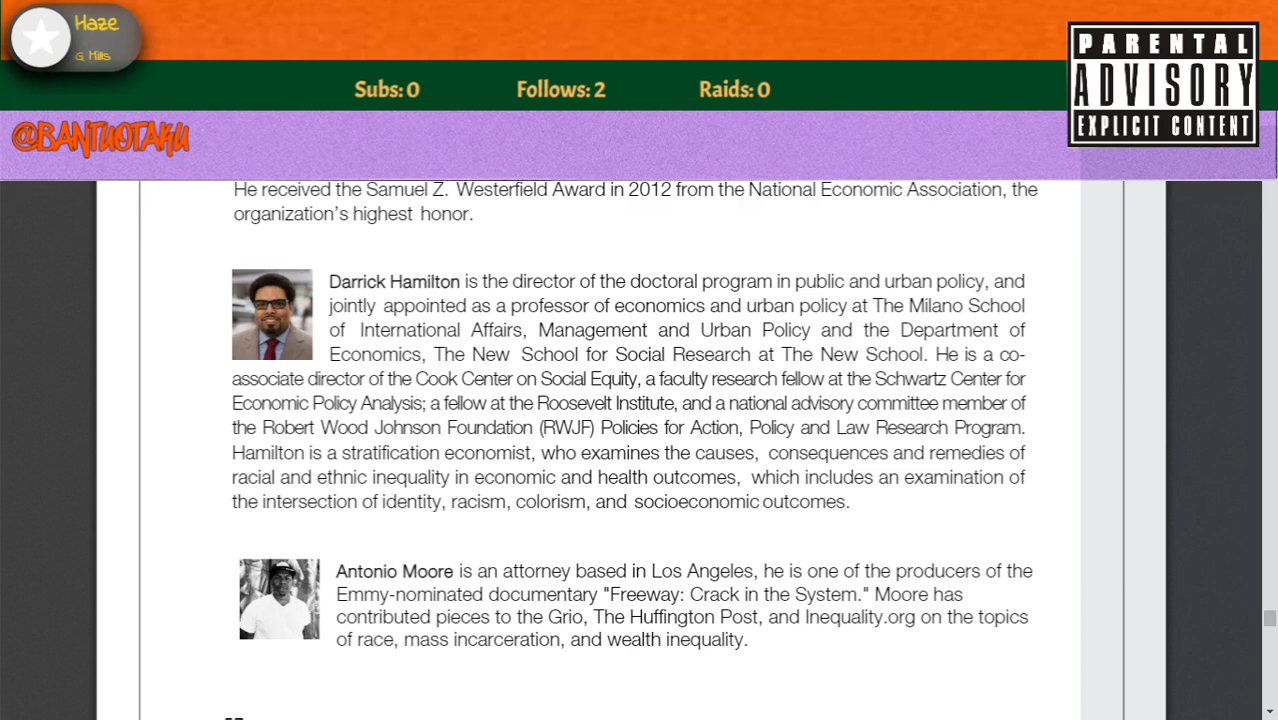 Haze
G Mills
PARENTAL
ADVISORY
EXPLICIT CONTENT
Subs: 0 Follows: 2 Raids: 0
@BANTUOTAKU
He received the Samuel Z. Westerfield Award in 2012 from the National Economic Association, the
organization's highest honor.
Darrick Hamilton is the director of the doctoral program in public and urban policy, and
jointly appointed as a professor of economics and urban policy at The Milano School
of International Affairs, Management and Urban Policy and the Department of
Economics, The New School for Social Research at The New School. He is a co-
associate director of the Cook Center on Social Equity, a faculty research fellow at the Schwartz Center for
Economic Policy Analysis; a fellow at the Roosevelt Institute, and a national advisory committee member of
the Robert Wood Johnson Foundation (RWJF) Policies for Action, Policy and Law Research Program.
Hamilton is a stratification economist, who examines the causes, consequences and remedies of
racial and ethnic inequality in economic and health outcomes, which includes an examination of
the intersection of identity, racism, colorism, and socioeconomic outcomes.
Antonio Moore is an attorney based in Los Angeles, he is one of the producers of the
Emmy-nominated documentary "Freeway: Crack in the System." Moore has
contributed pieces to the Grio, The Huffington Post, and Inequality.org on the topics
of race, mass incarceration, and wealth inequality.